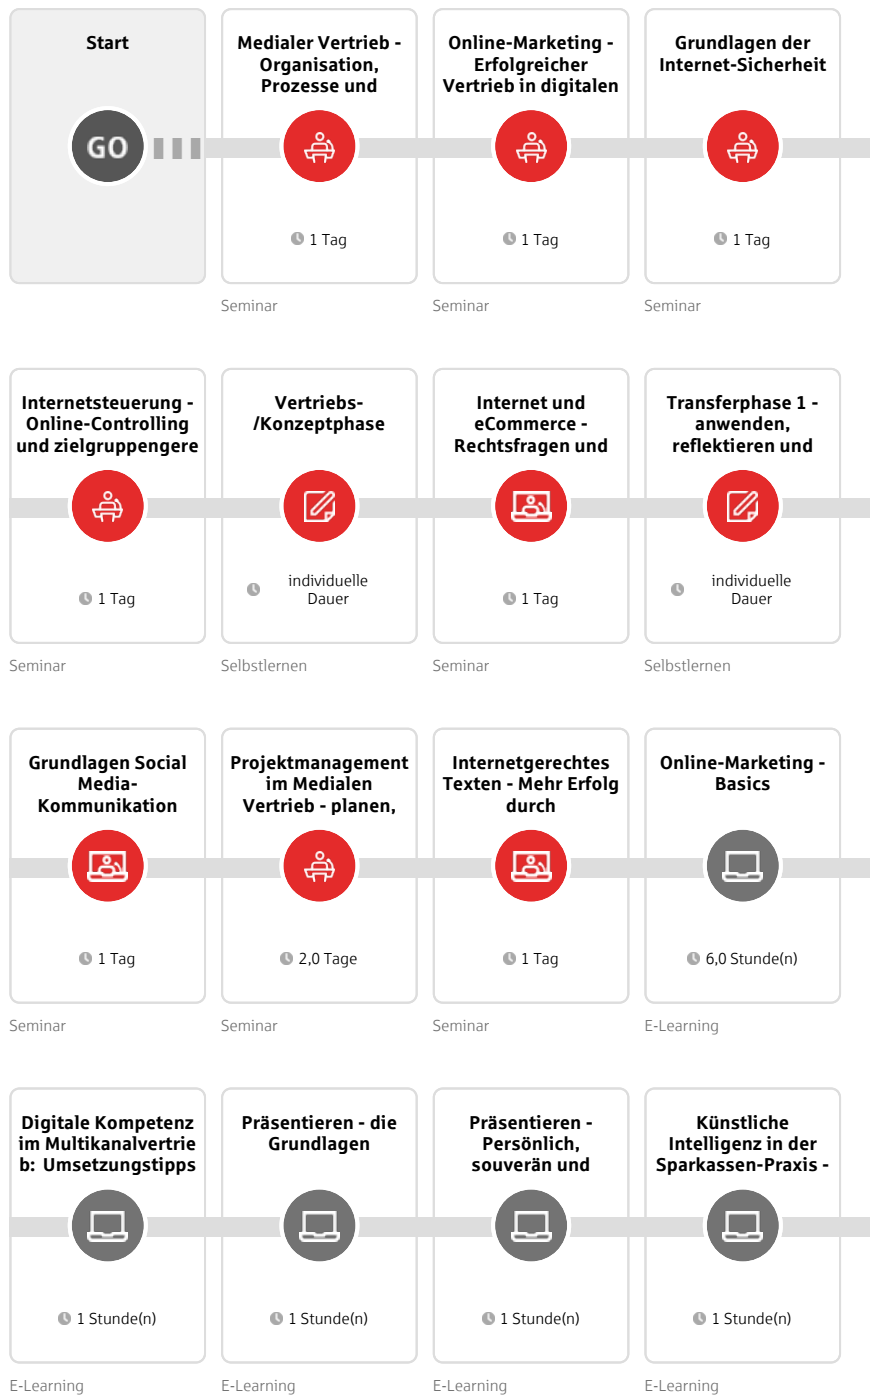 Start
GO
Medialer Vertrieb -
Organisation,
Prozesse und
1 Tag
Seminar
Online-Marketing -
Erfolgreicher
Vertrieb in digitalen
1 Tag
Seminar
Grundlagen der
Internet-Sicherheit
1 Tag
Seminar
Internetsteuerung -
Online-Controlling
und zielgruppengere
1 Tag
Seminar
Vertriebs-
/Konzeptphase
individuelle
Dauer
Selbstlernen
Internet und
eCommerce -
Rechtsfragen und
1 Tag
Seminar
Transferphase 1 -
anwenden,
reflektieren und
individuelle
Dauer
Selbstlernen
Grundlagen Social
Media-
Kommunikation
1 Tag
Seminar
Projektmanagement
im Medialen
Vertrieb - planen,
2,0 Tage
Seminar
Internetgerechtes
Texten - Mehr Erfolg
durch
1 Tag
Seminar
Online-Marketing -
Basics
6,0 Stunde(n)
E-Learning
Digitale Kompetenz
im Multikanalvertrie
b: Umsetzungstipps
1 Stunde(n)
E-Learning
Präsentieren - die
Grundlagen
1 Stunde(n)
E-Learning
Präsentieren -
Persönlich,
souverän und
1 Stunde(n)
E-Learning
Künstliche
Intelligenz in der
Sparkassen-Praxis -
1 Stunde(n)
E-Learning